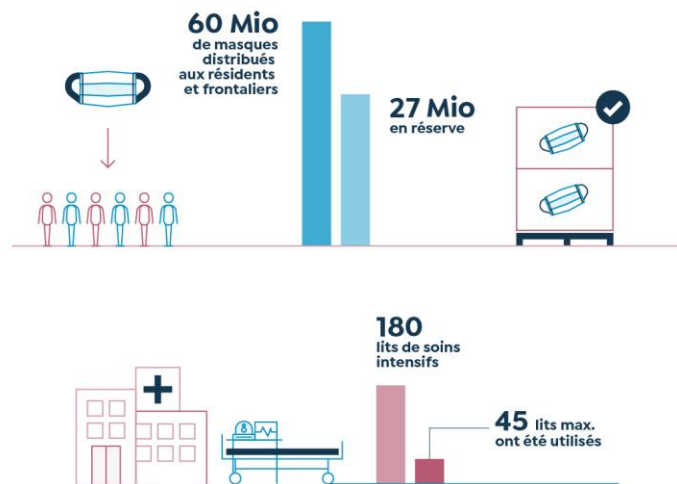 60 Mio
de masques
distribués
aux résidents
et frontaliers
27 Mio
en réserve
180
lits de soins
intensifs
45 lits max.
ont été utilisés